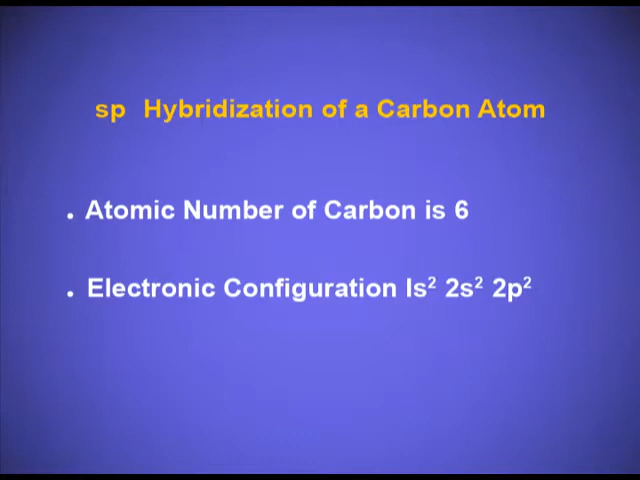 sp Hybridization of a Carbon Atom
. Atomic Number of Carbon is 6
. Electronic Configuration Is² 2s² 2p²